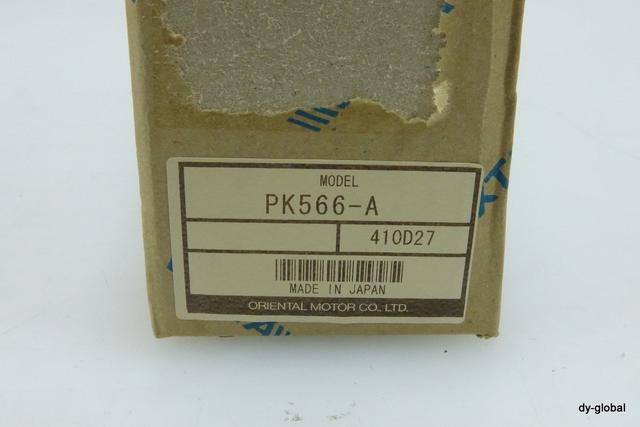 MODEL
PK566-A
410D27
MADE IN JAPAN
ORIENTAL MOTOR CO., LTD.
dy-global